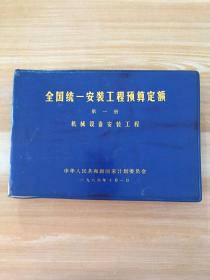 全国统一安装工程预算定额
第一册
机械设备安装工程
中华人民共和国国家计划委员会
一九八六年十月一日